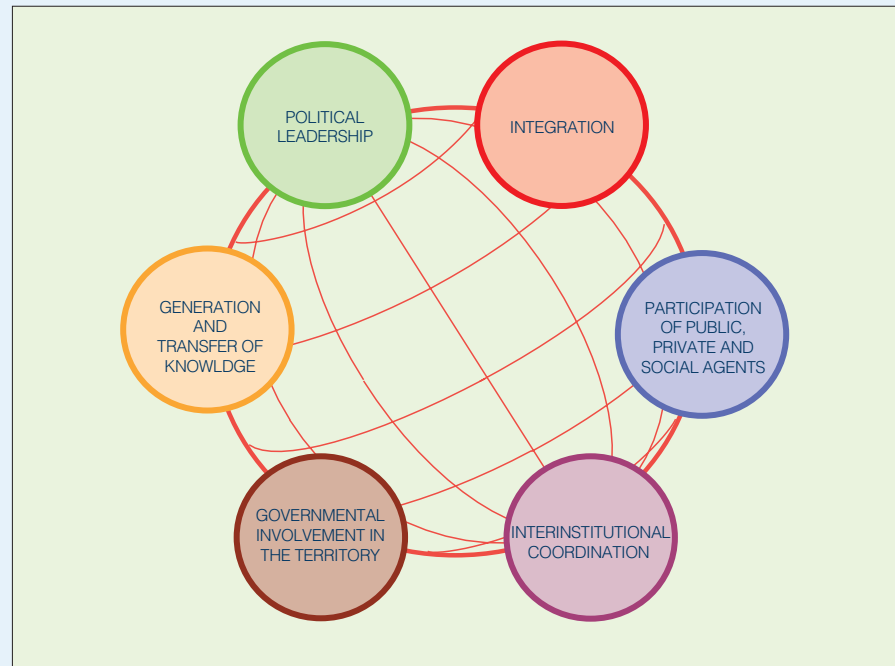 POLITICAL
LEADERSHIP
INTEGRATION
GENERATION
AND
TRANSFER OF
KNOWLDGE
PARTICIPATION
OF PUBLIC,
PRIVATE AND
SOCIAL AGENTS
GOVERNMENTAL
INVOLVEMENT IN
THE TERRITORY
INTERINSTITUTIONAL
COORDINATION